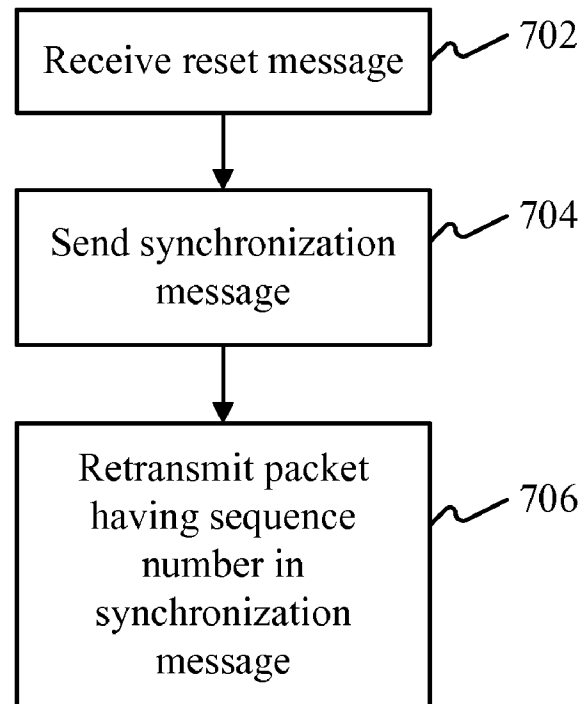 Receive reset message
702
Send synchronization
message
704
Retransmit packet
having sequence
number in
synchronization
message
706